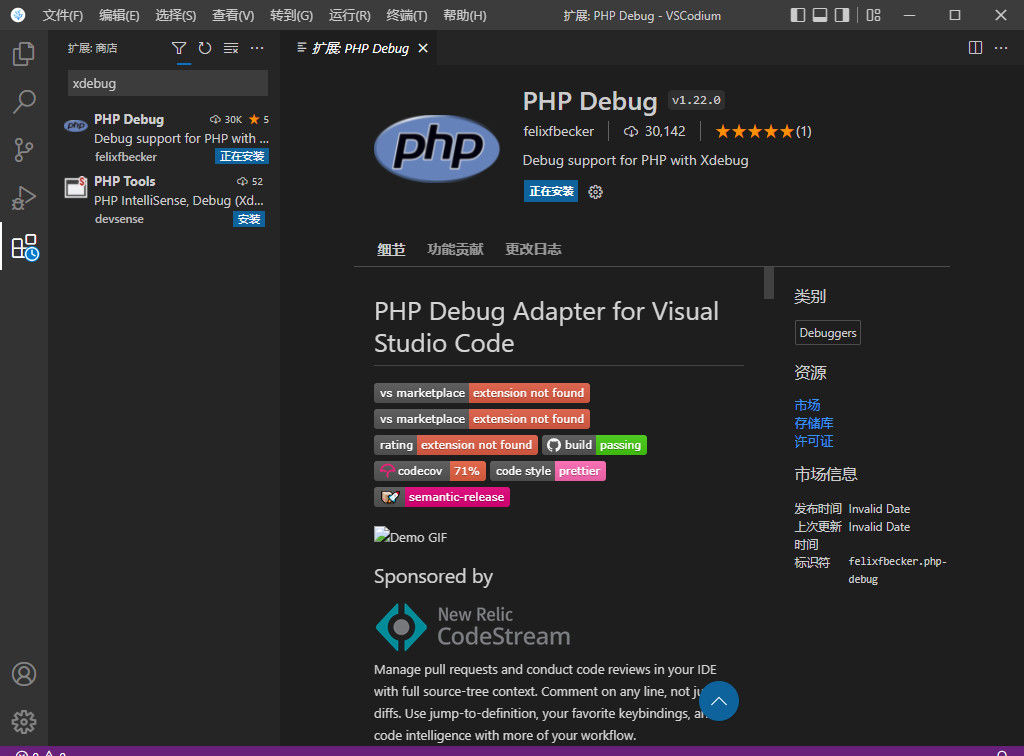 文件(F) 编辑(E) 选择(S) 查看(V) 转到(G) 运行(R) 终端(T) 帮助(H) 扩展: PHP Debug - VSCodium
扩展: 商店
扩展: PHP Debug
xdebug
PHP Debug 30K 5
Debug support for PHP with ...
felixfbecker 正在安装
PHP Tools 52
PHP IntelliSense, Debug (Xd...
devsense 安装
php
PHP Debug v1.22.0
felixfbecker 30,142 (1)
Debug support for PHP with Xdebug
正在安装
细节 功能贡献 更改日志
PHP Debug Adapter for Visual
Studio Code
vs marketplace extension not found
vs marketplace extension not found
rating extension not found build passing
codecov 71% code style prettier
semantic-release
Demo GIF
Sponsored by
New Relic
CodeStream
Manage pull requests and conduct code reviews in your IDE
with full source-tree context. Comment on any line, not
diffs. Use jump-to-definition, your favorite keybindings,
code intelligence with more of your workflow.
类别
Debuggers
资源
市场
存储库
许可证
市场信息
发布时间 Invalid Date
上次更新 Invalid Date
时间
标识符 felixfbecker.php-
debug